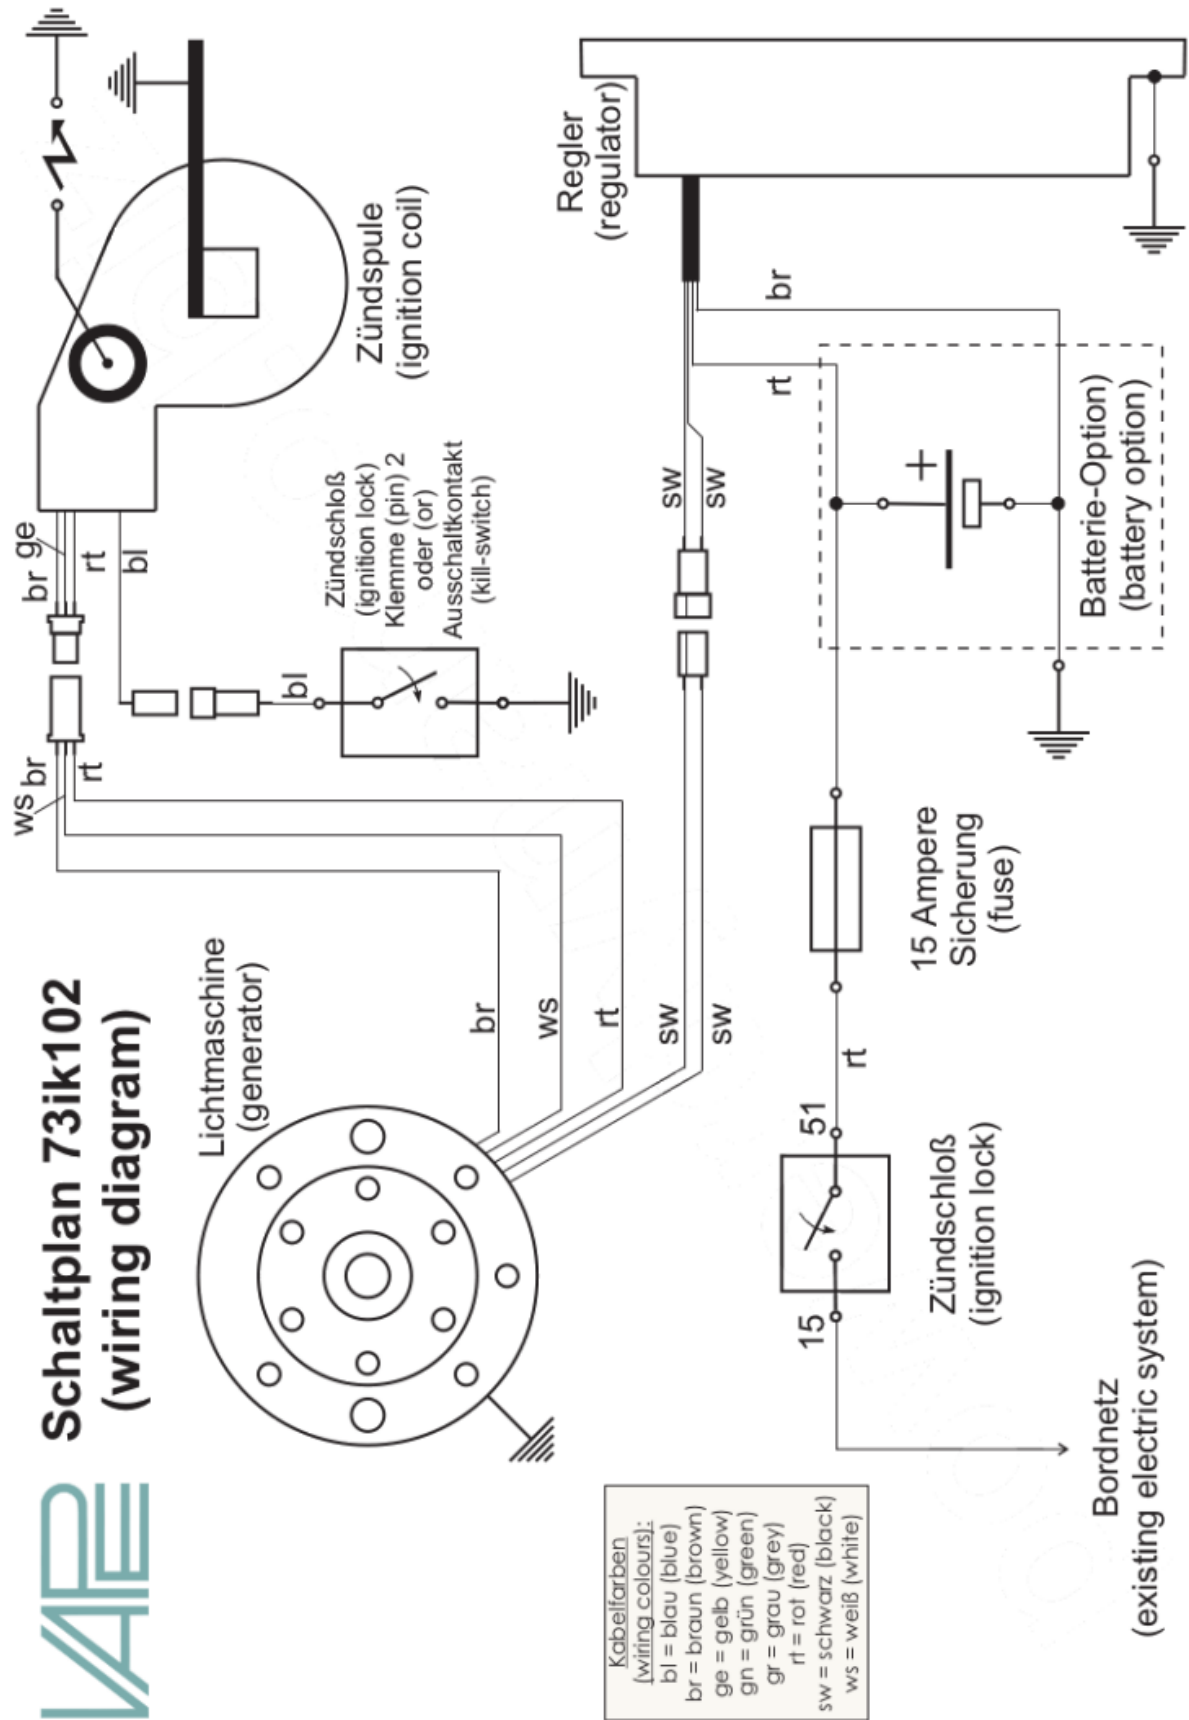 VAPE
Schaltplan 73ik102
(wiring diagram)
Lichtmaschine
(generator)
ws br
rt
br ge
rt
bl
Zündspule
(ignition coil)
bl
Zündschloß
(ignition lock)
Klemme (pin) 2
oder (or)
Ausschaltkontakt
(kill-switch)
br
ws
rt
sw
sw
sw
sw
Regler
(regulator)
rt
br
Kabelfarben
(wiring colours):
bl = blau (blue)
br = braun (brown)
ge = gelb (yellow)
gn = grün (green)
gr = grau (grey)
rt = rot (red)
sw = schwarz (black)
ws = weiß (white)
15
51
rt
Zündschloß
(ignition lock)
15 Ampere
Sicherung
(fuse)
+
Batterie-Option)
(battery option)
Bordnetz
(existing electric system)